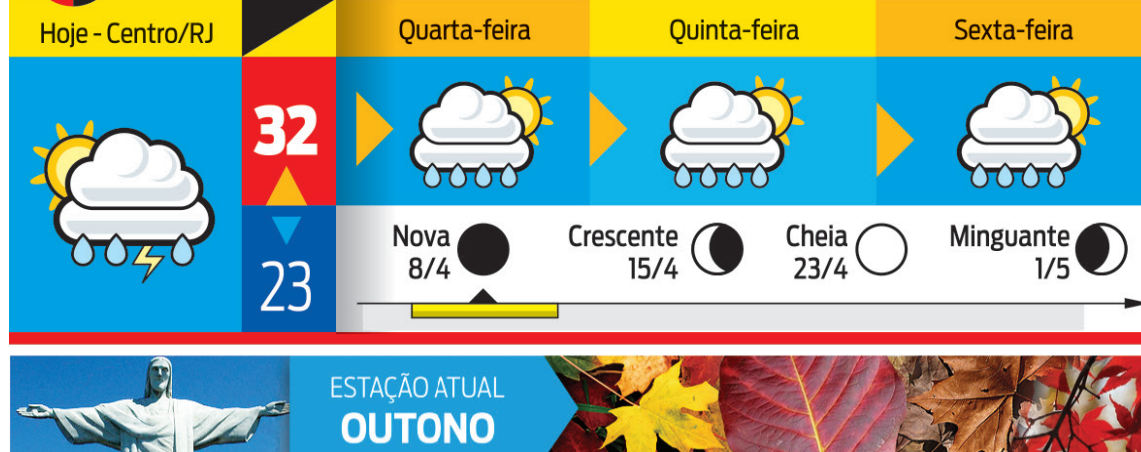 Hoje - Centro/RJ
Quarta-feira
Quinta-feira
Sexta-feira
32
23
Nova
8/4
Crescente
15/4
Cheia
23/4
Minguante
1/5
ESTAÇÃO ATUAL
OUTONO